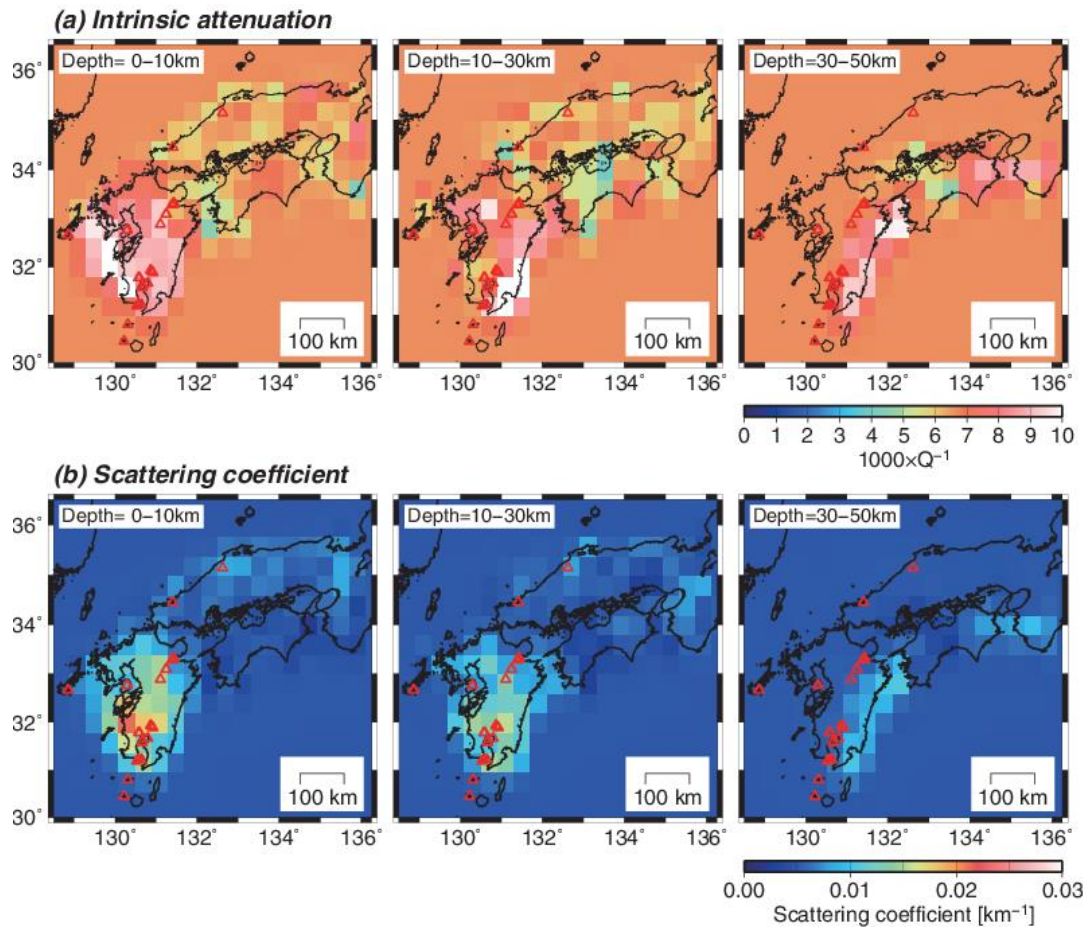 (a) Intrinsic attenuation
Depth= 0–10km
Depth=10–30km
Depth=30–50km
36°
34°
32°
30°
100 km
100 km
100 km
130° 132° 134° 136°
130° 132° 134° 136°
130° 132° 134° 136°
0 1 2 3 4 5 6 7 8 9 10
1000×Q⁻¹
(b) Scattering coefficient
Depth= 0–10km
Depth=10–30km
Depth=30–50km
36°
34°
32°
30°
100 km
100 km
100 km
130° 132° 134° 136°
130° 132° 134° 136°
130° 132° 134° 136°
0.00 0.01 0.02 0.03
Scattering coefficient [km⁻¹]